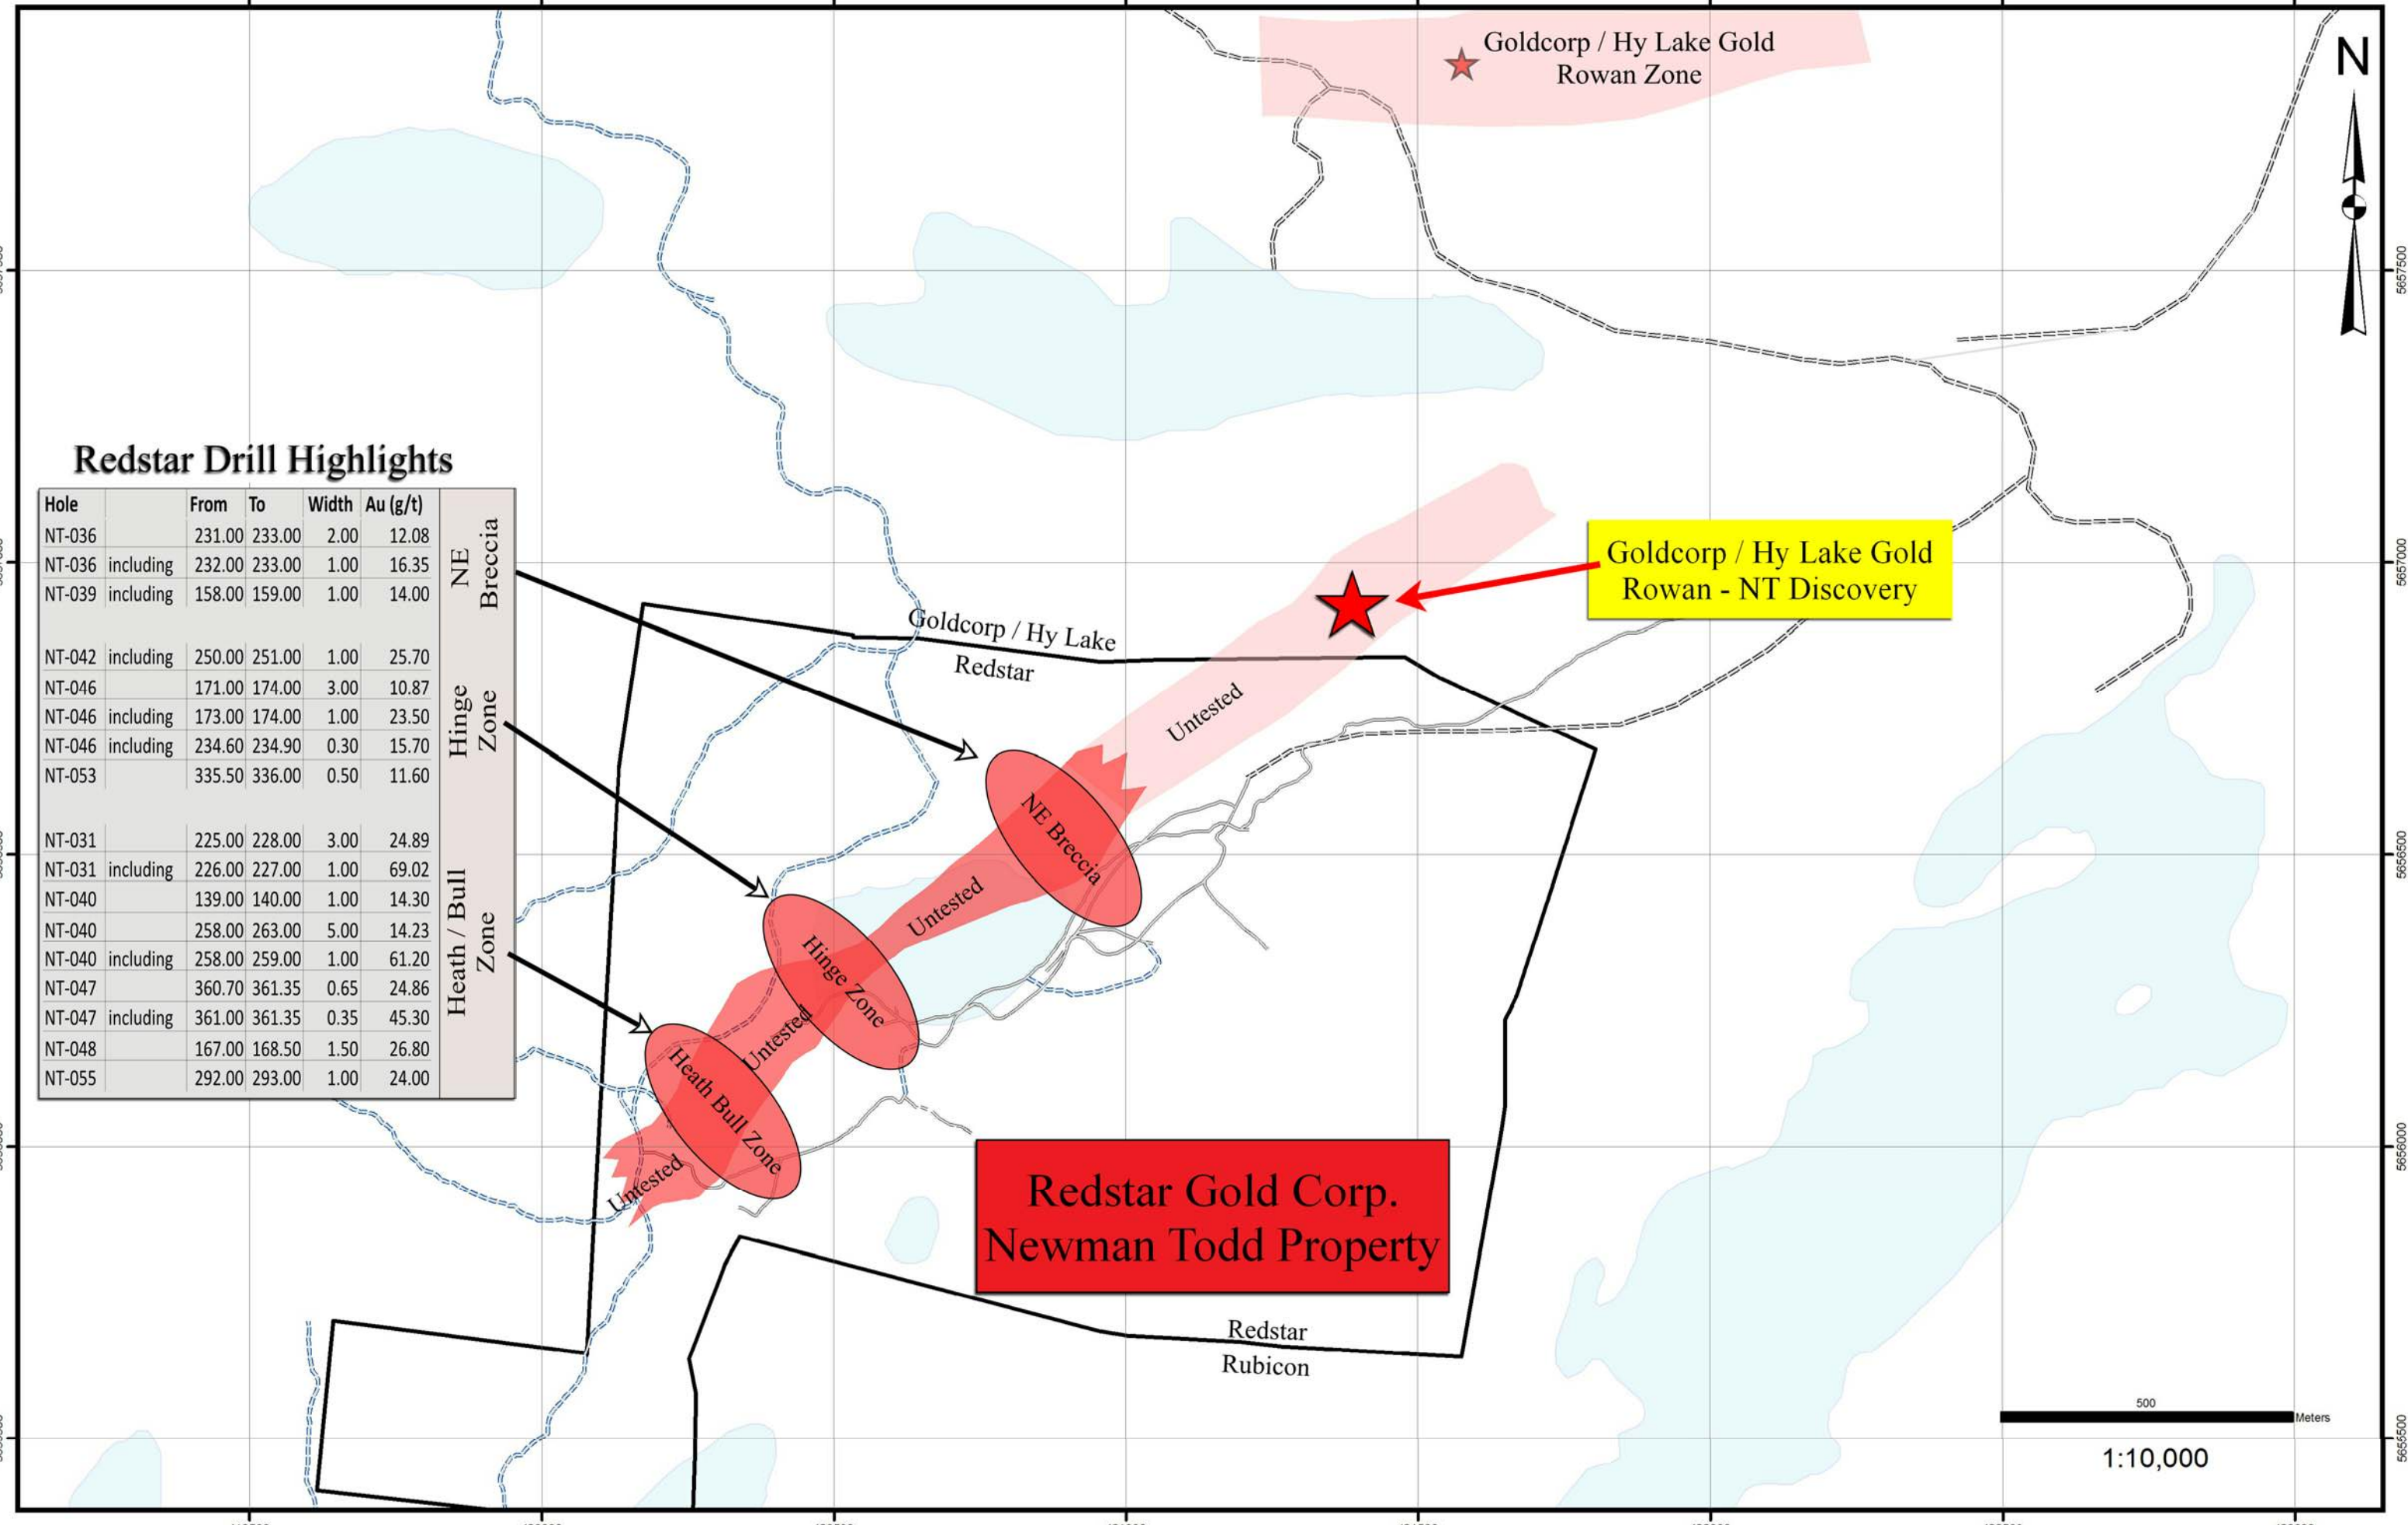 Goldcorp / Hy Lake Gold
Rowan Zone
N
Redstar Drill Highlights
Hole From To Width Au (g/t)
NT-036 231.00 233.00 2.00 12.08
NT-036 including 232.00 233.00 1.00 16.35
NT-039 including 158.00 159.00 1.00 14.00
NE
Breccia
NT-042 including 250.00 251.00 1.00 25.70
NT-046 171.00 174.00 3.00 10.87
NT-046 including 173.00 174.00 1.00 23.50
NT-046 including 234.60 234.90 0.30 15.70
NT-053 335.50 336.00 0.50 11.60
Hinge
Zone
NT-031 225.00 228.00 3.00 24.89
NT-031 including 226.00 227.00 1.00 69.02
NT-040 139.00 140.00 1.00 14.30
NT-040 258.00 263.00 5.00 14.23
NT-040 including 258.00 259.00 1.00 61.20
NT-047 360.70 361.35 0.65 24.86
NT-047 including 361.00 361.35 0.35 45.30
NT-048 167.00 168.50 1.50 26.80
NT-055 292.00 293.00 1.00 24.00
Heath / Bull
Zone
Goldcorp / Hy Lake Gold
Rowan - NT Discovery
Goldcorp / Hy Lake
Redstar
Untested
NE Breccia
Untested
Hinge Zone
Untested
Heath Bull Zone
Untested
Redstar Gold Corp.
Newman Todd Property
Redstar
Rubicon
500
Meters
1:10,000
5657500
5657000
5656500
5656000
5655500